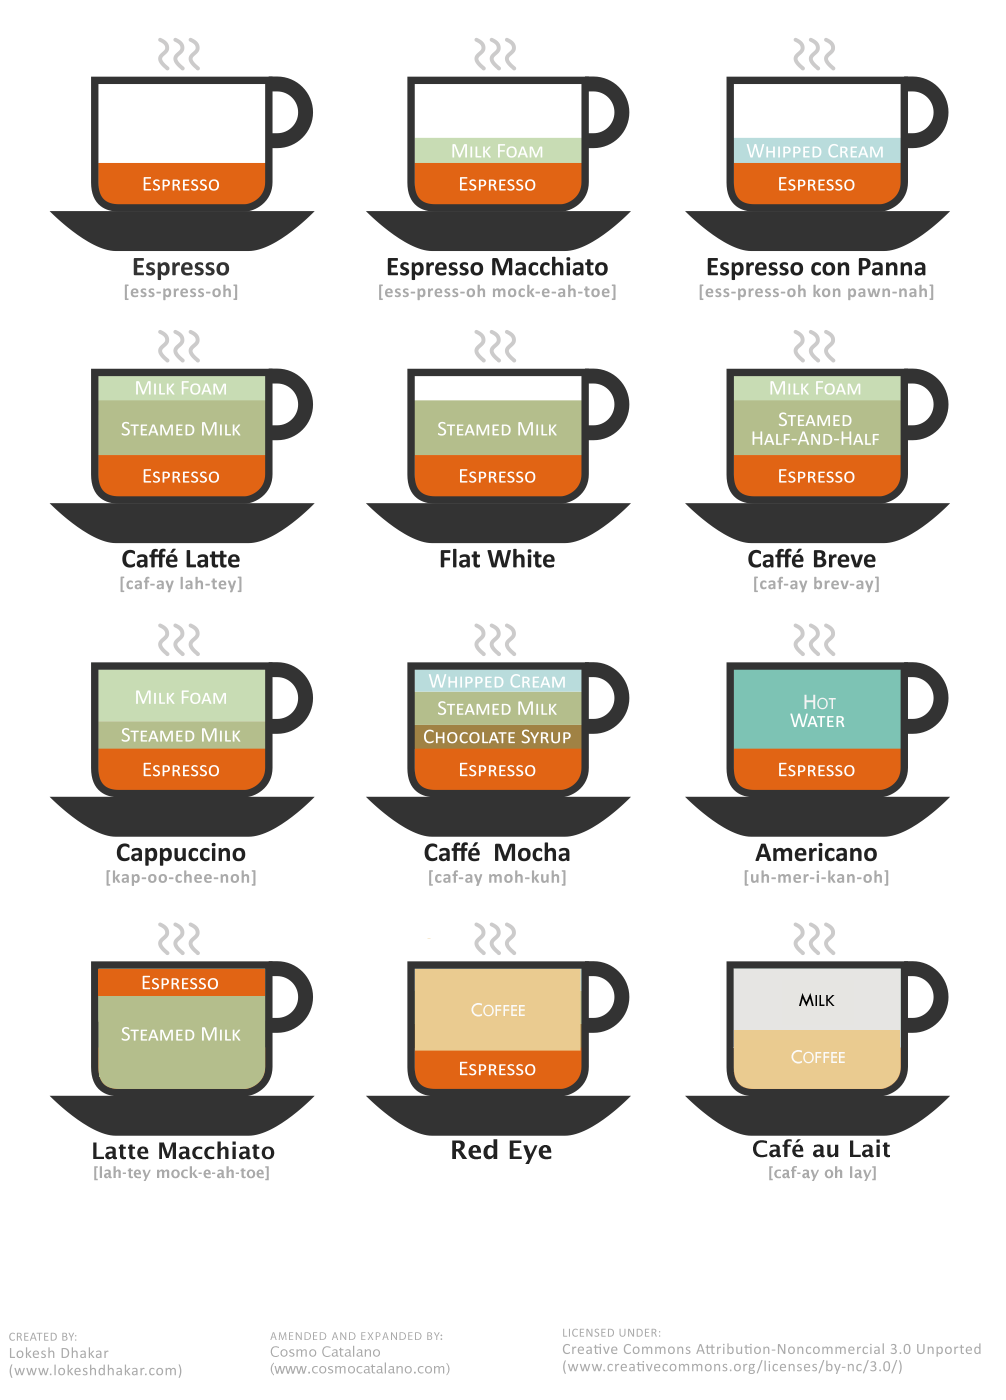 Espresso
Espresso
[ess-press-oh]
Milk Foam
Espresso
Espresso Macchiato
[ess-press-oh mock-e-ah-toe]
Whipped Cream
Espresso
Espresso con Panna
[ess-press-oh kon pawn-nah]
Milk Foam
Steamed Milk
Espresso
Caffé Latte
[caf-ay lah-tey]
Steamed Milk
Espresso
Flat White
Milk Foam
Steamed
Half-And-Half
Espresso
Caffé Breve
[caf-ay brev-ay]
Milk Foam
Steamed Milk
Espresso
Cappuccino
[kap-oo-chee-noh]
Whipped Cream
Steamed Milk
Chocolate Syrup
Espresso
Caffé Mocha
[caf-ay moh-kuh]
Hot
Water
Espresso
Americano
[uh-mer-i-kan-oh]
Espresso
Steamed Milk
Latte Macchiato
[lah-tey mock-e-ah-toe]
Coffee
Espresso
Red Eye
Milk
Coffee
Café au Lait
[caf-ay oh lay]
CREATED BY:
Lokesh Dhakar
(www.lokeshdhakar.com)
AMENDED AND EXPANDED BY:
Cosmo Catalano
(www.cosmocatalano.com)
LICENSED UNDER:
Creative Commons Attribution-Noncommercial 3.0 Unported
(www.creativecommons.org/licenses/by-nc/3.0/)